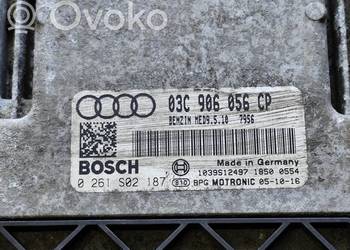 Ovoko
03C 906 056 CP
BENZIN MED9.5.10 7956
BOSCH
Made in Germany
0 261 S02 187
1039S12497 1850 0554
S10 BPG MOTRONIC 05-10-16